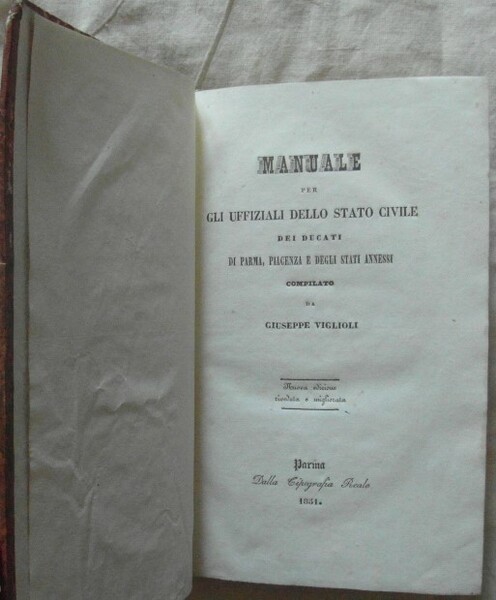 MANUALE
PER
GLI UFFIZIALI DELLO STATO CIVILE
DEI DUCATI
DI PARMA, PIACENZA E DEGLI STATI ANNESSI
COMPILATO
DA
GIUSEPPE VIGLIOLI
Nuova edizione
riveduta e migliorata
Parma
Dalla Tipografia Reale
1851.